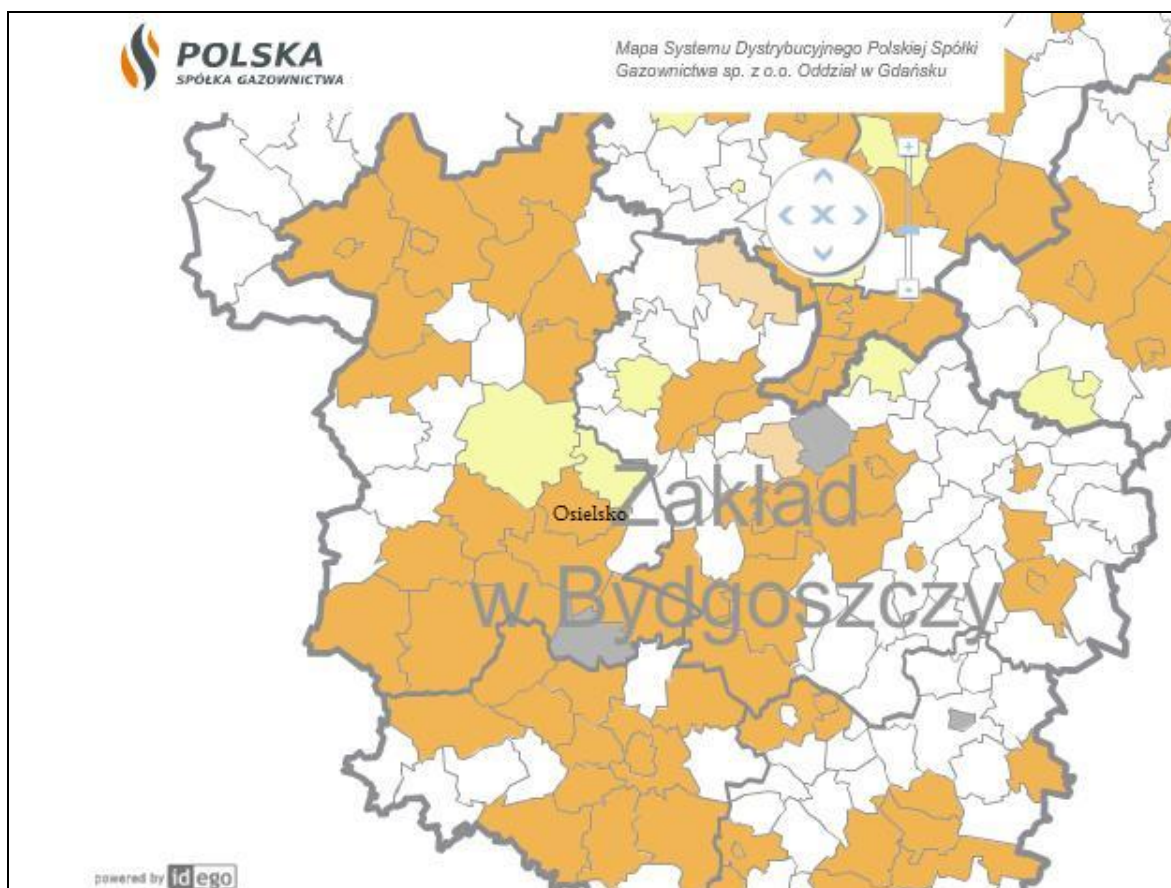 POLSKA
SPÓŁKA GAZOWNICTWA
Mapa Systemu Dystrybucyjnego Polskiej Spółki
Gazownictwa sp. z o.o. Oddział w Gdańsku
Zakład
Osielsko
w Bydgoszczy
powered by idego